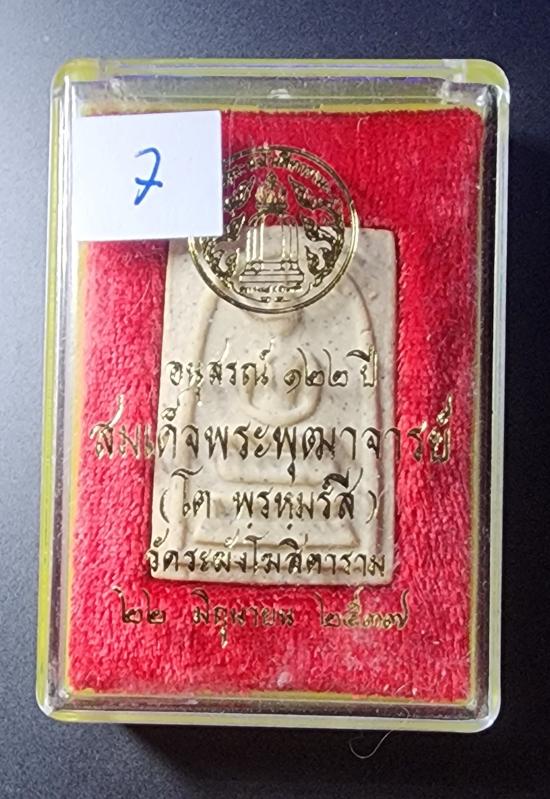 7
อนุสรณ์ ๑๒๒ ปี
สมเด็จพระพุฒาจารย์
(โต พรหมรํสี)
วัดระฆังโฆสิตาราม
๒๒ มิถุนายน ๒๕๓๗